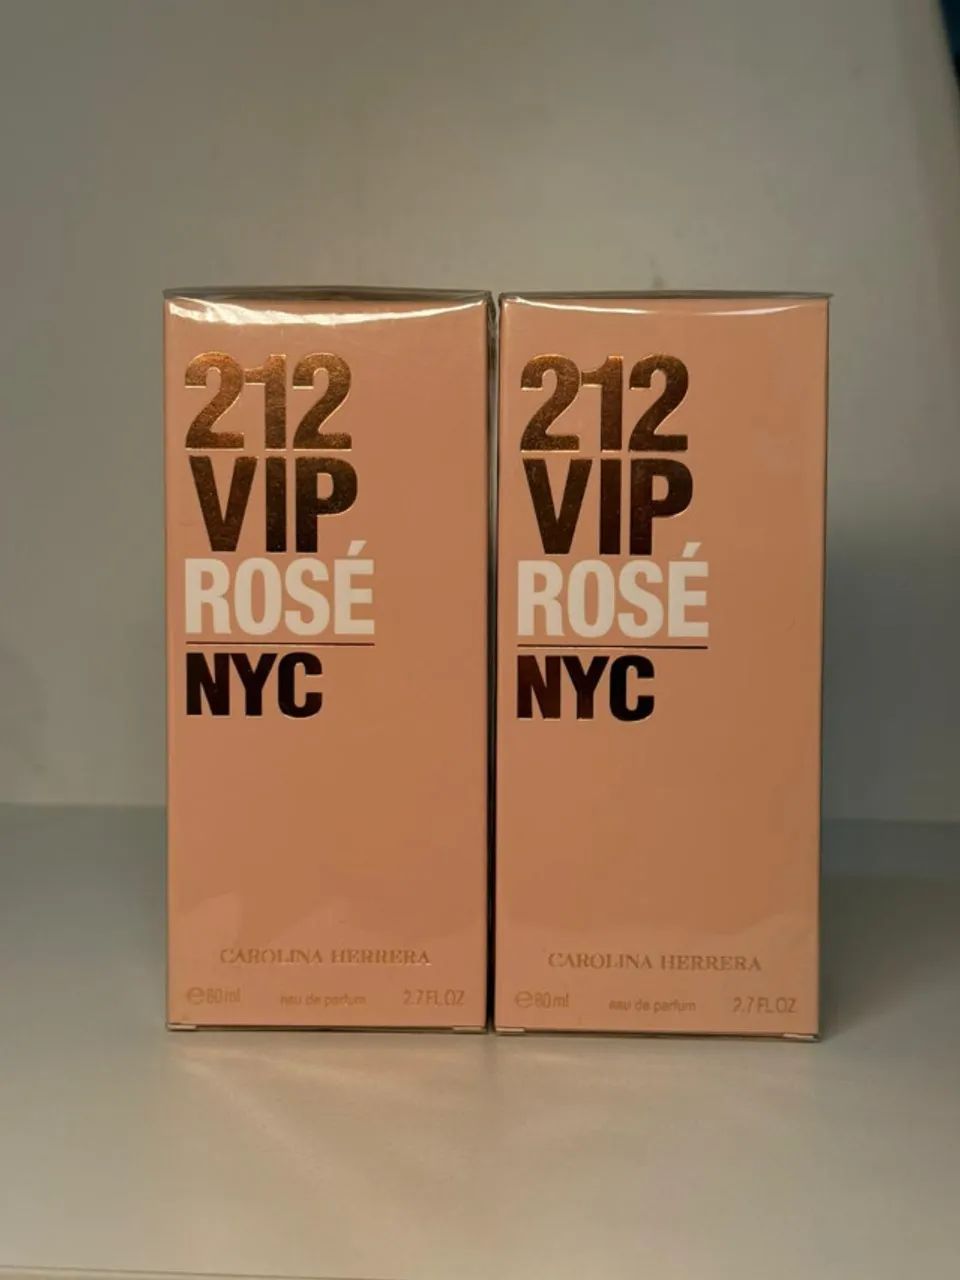 212
VIP
ROSÉ
NYC
CAROLINA HERRERA
℮80ml eau de parfum 2.7 FL OZ
212
VIP
ROSÉ
NYC
CAROLINA HERRERA
℮80ml eau de parfum 2.7 FL OZ